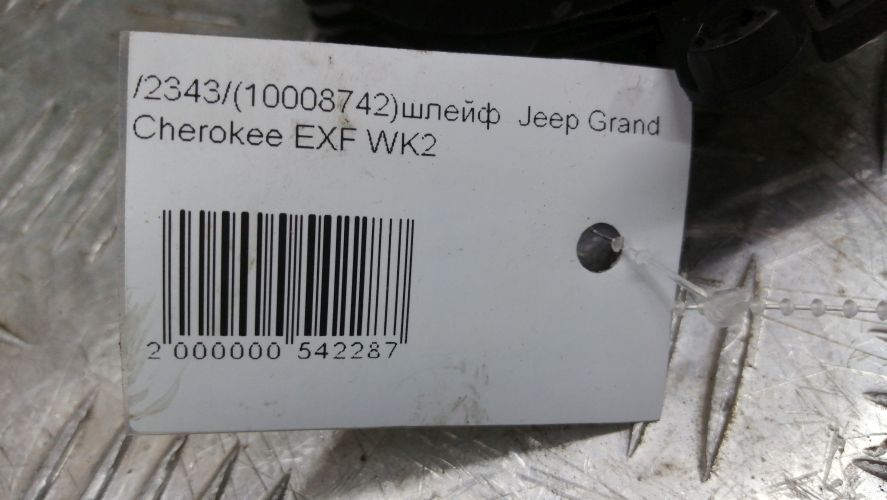 /2343/(10008742)шлейф Jeep Grand
Cherokee EXF WK2
2 000000 542287